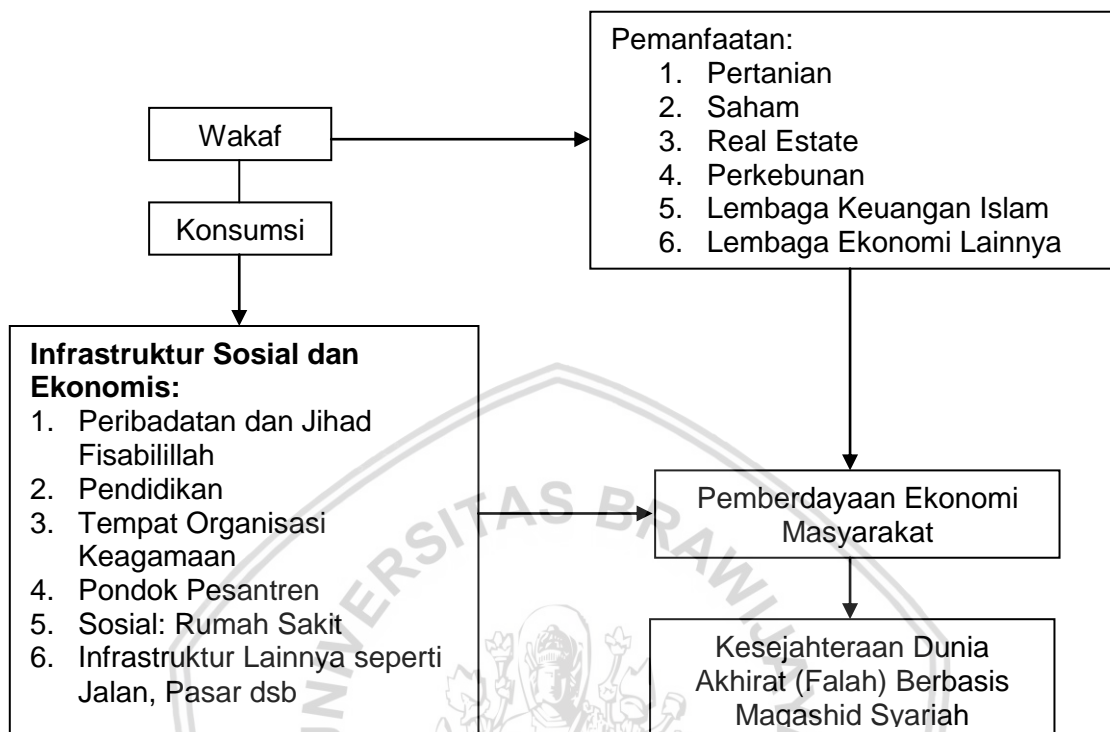 Pemanfaatan:
1. Pertanian
2. Saham
3. Real Estate
4. Perkebunan
5. Lembaga Keuangan Islam
6. Lembaga Ekonomi Lainnya
Wakaf
Konsumsi
Infrastruktur Sosial dan
Ekonomis:
1. Peribadatan dan Jihad
Fisabilillah
2. Pendidikan
3. Tempat Organisasi
Keagamaan
4. Pondok Pesantren
5. Sosial: Rumah Sakit
6. Infrastruktur Lainnya seperti
Jalan, Pasar dsb
Pemberdayaan Ekonomi
Masyarakat
Kesejahteraan Dunia
Akhirat (Falah) Berbasis
Maqashid Syariah
UNIVERSITAS BRAWIJAYA